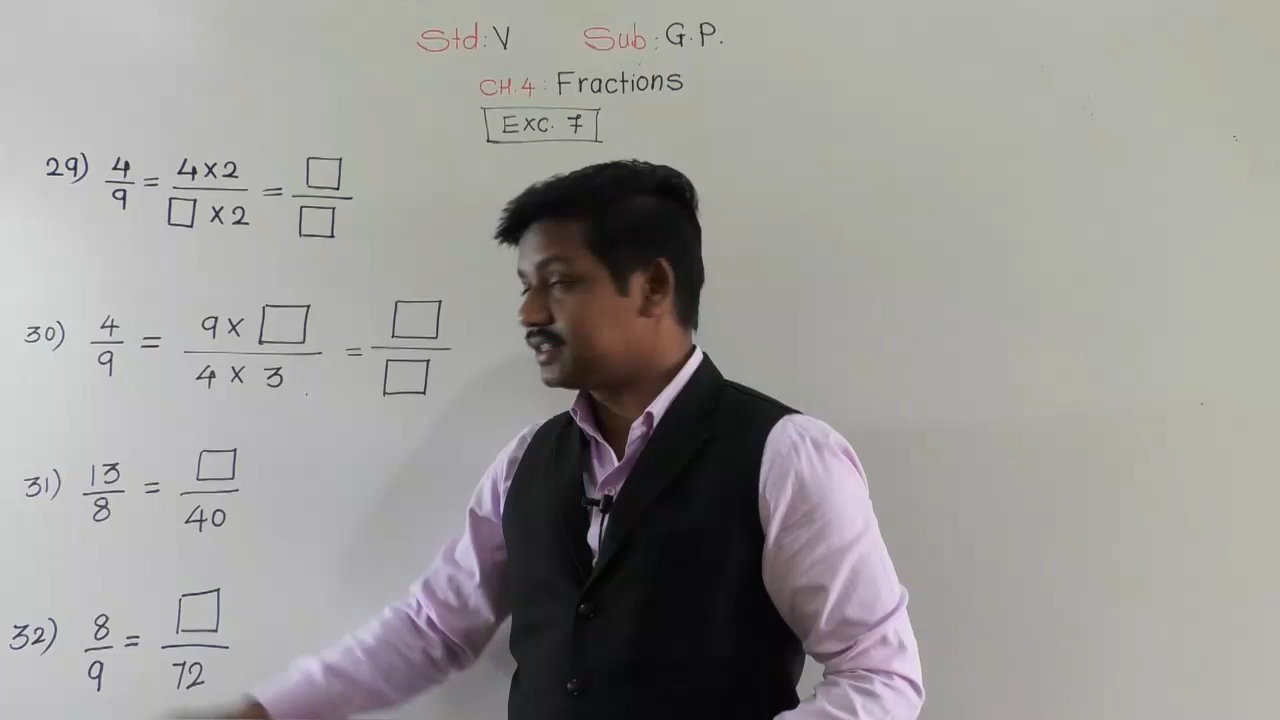 Std: V Sub: G.P.
CH.4: Fractions
Exc. 7
29) 4/9 = 4×2/□×2 = □/□
30) 4/9 = 9×□/4×3 = □/□
31) 13/8 = □/40
32) 8/9 = □/72